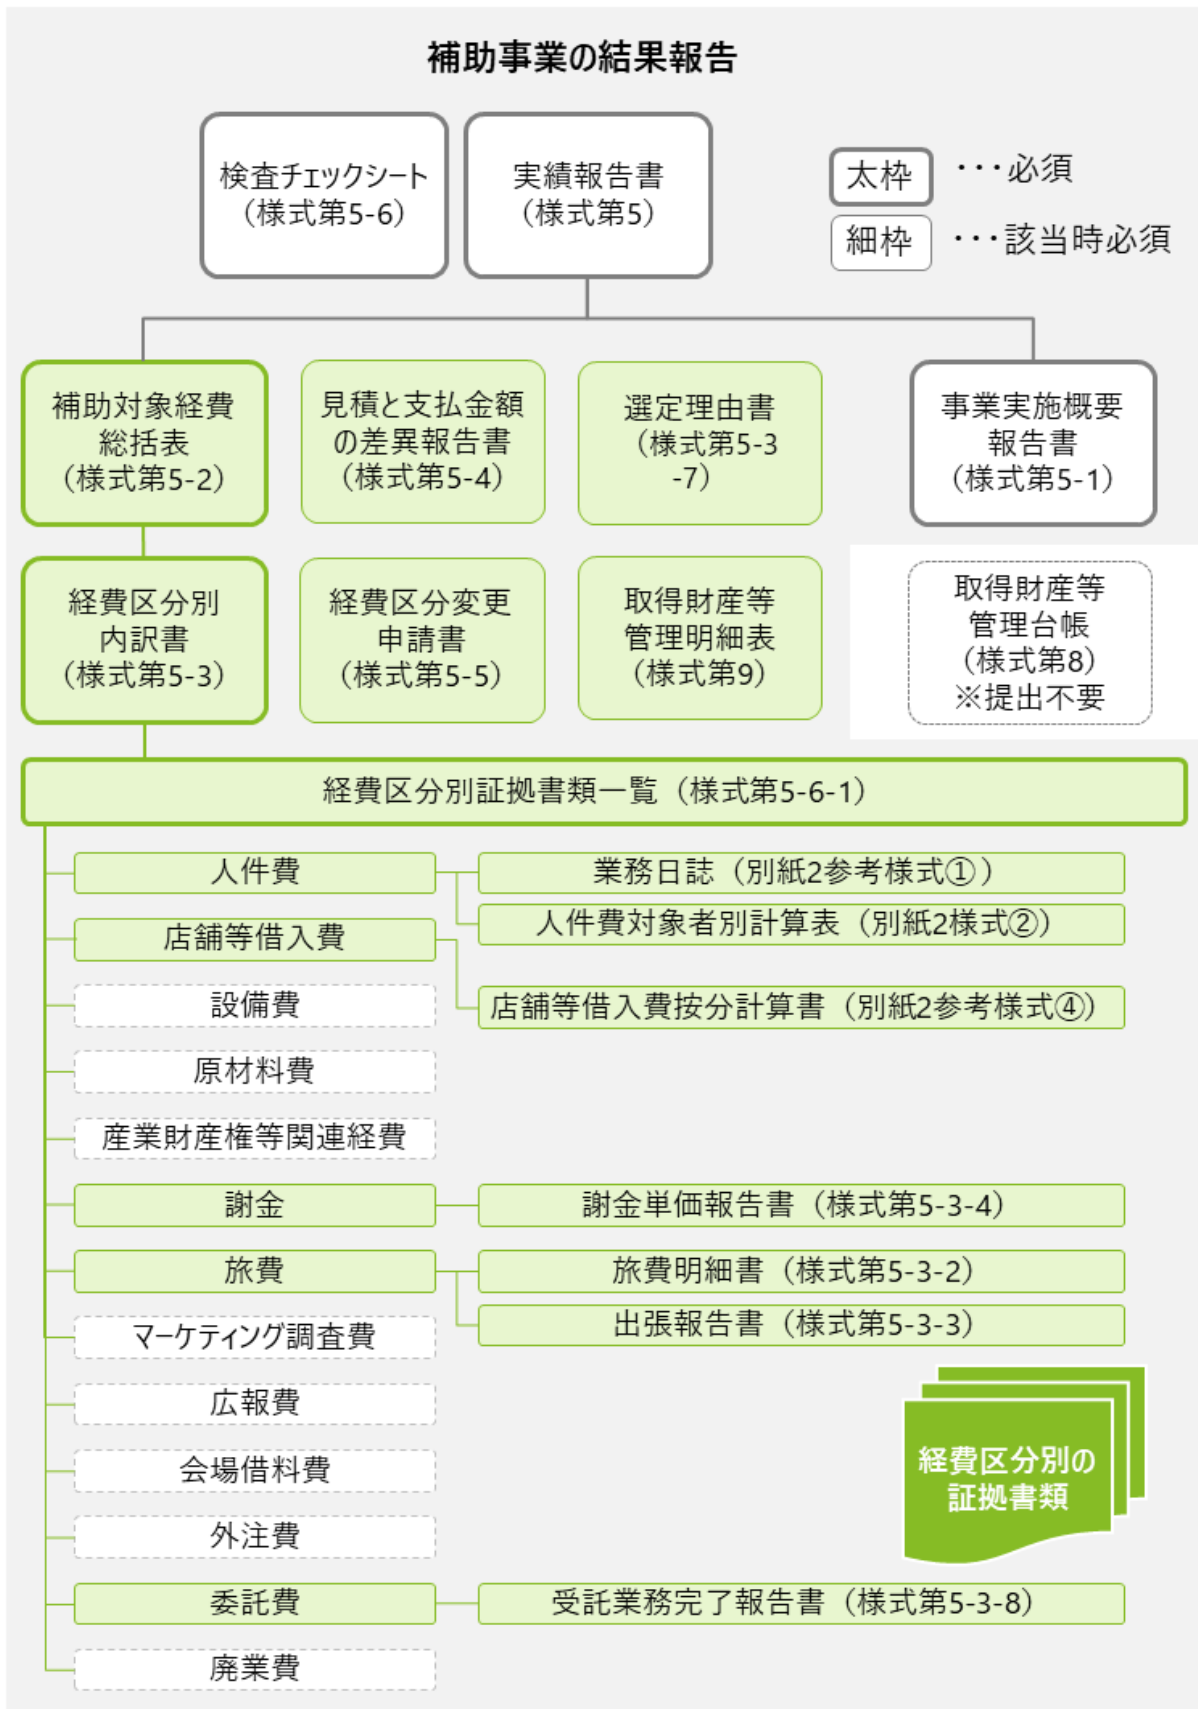 補助事業の結果報告
検査チェックシート
(様式第5-6)
実績報告書
(様式第5)
太枠
･･･必須
細枠
･･･該当時必須
補助対象経費
総括表
(様式第5-2)
見積と支払金額
の差異報告書
(様式第5-4)
選定理由書
(様式第5-3
-7)
事業実施概要
報告書
(様式第5-1)
経費区分別
内訳書
(様式第5-3)
経費区分変更
申請書
(様式第5-5)
取得財産等
管理明細表
(様式第9)
取得財産等
管理台帳
(様式第8)
※提出不要
経費区分別証拠書類一覧（様式第5-6-1）
人件費
業務日誌（別紙2参考様式①）
人件費対象者別計算表（別紙2様式②）
店舗等借入費
設備費
店舗等借入費按分計算書（別紙2参考様式④）
原材料費
産業財産権等関連経費
謝金
謝金単価報告書（様式第5-3-4）
旅費
旅費明細書（様式第5-3-2）
出張報告書（様式第5-3-3）
マーケティング調査費
広報費
会場借料費
経費区分別の
証拠書類
外注費
委託費
受託業務完了報告書（様式第5-3-8）
廃業費